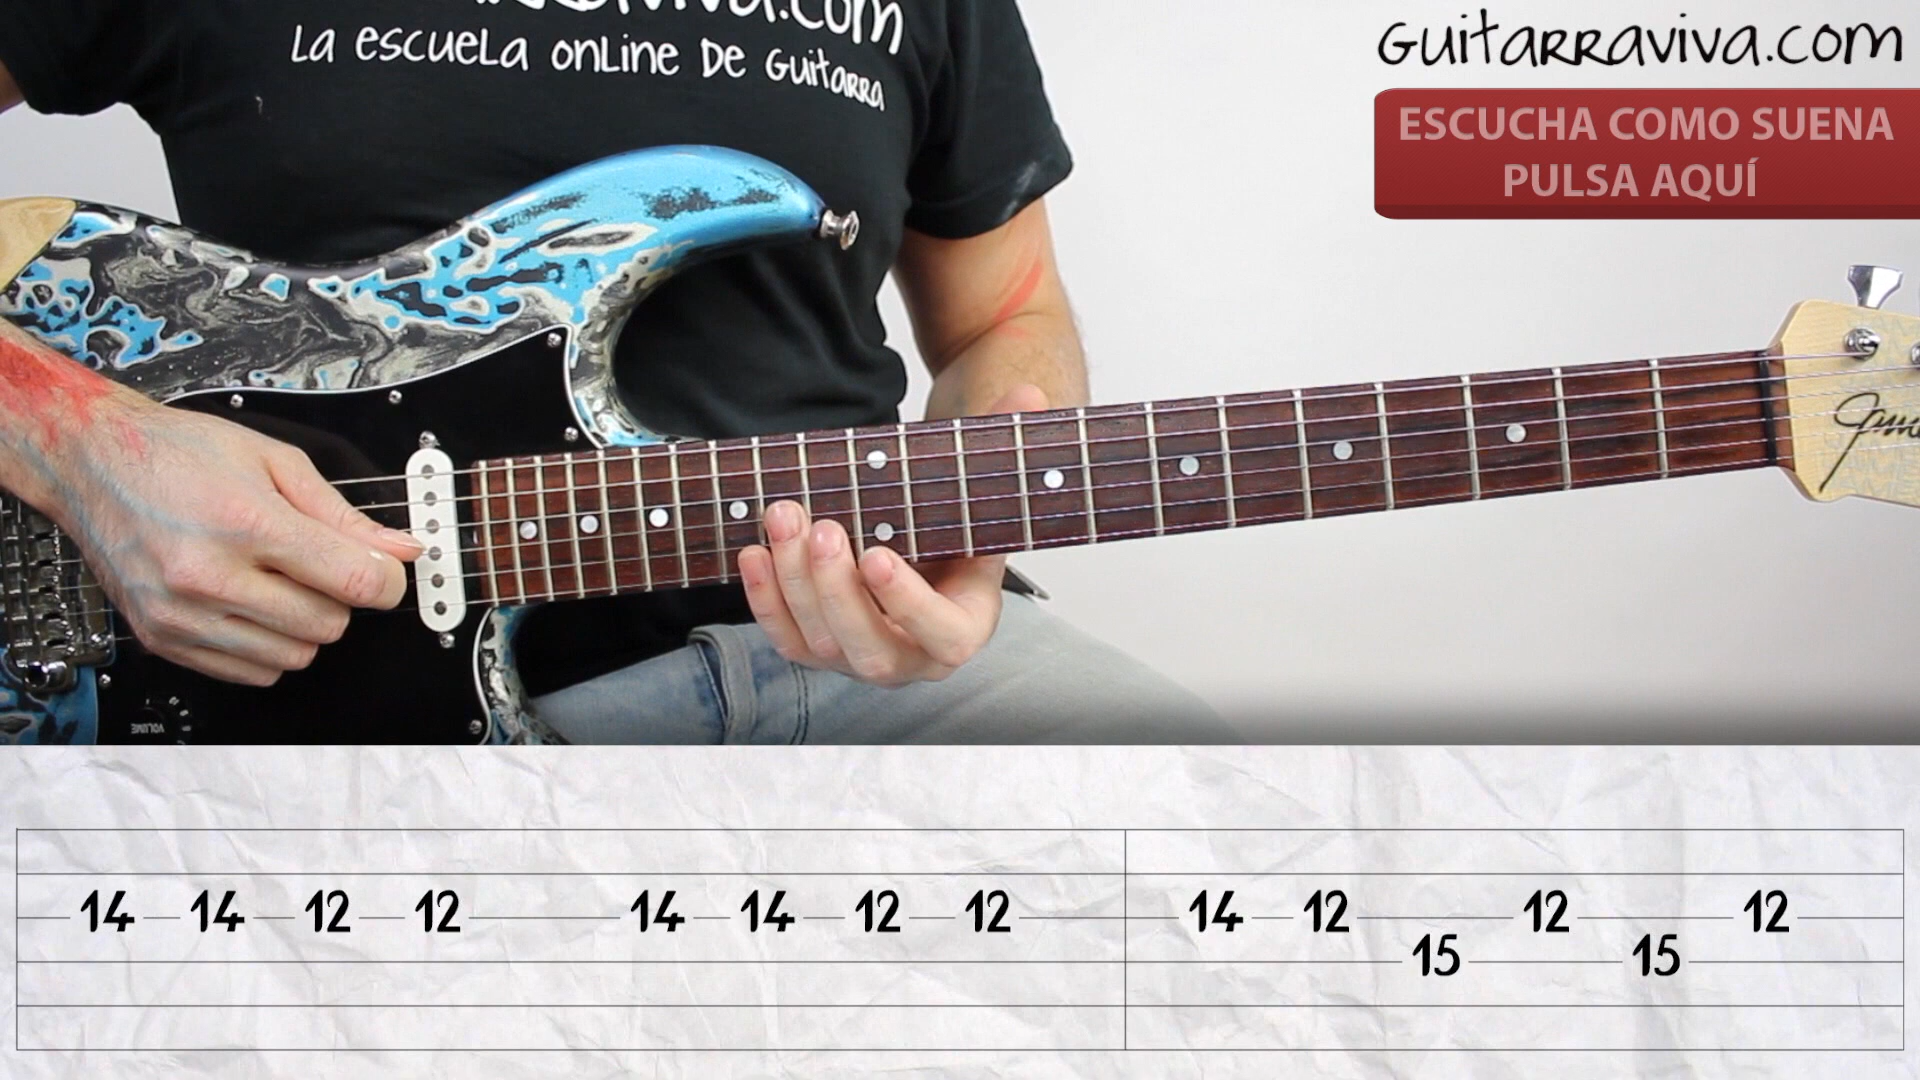 La escuela online De Guitarra
Guitarraviva.com
ESCUCHA COMO SUENA
PULSA AQUÍ
VOLUME
14 14 12 12 14 14 12 12 14 12 12 12
15 15